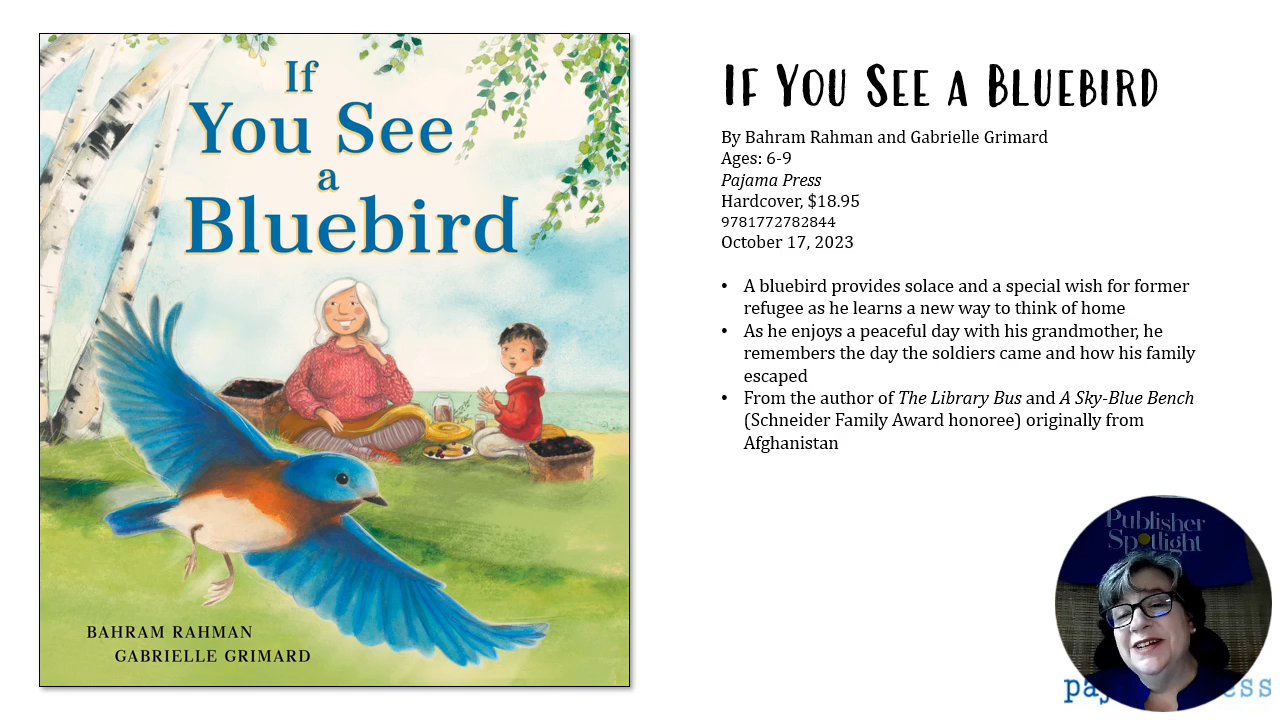 If
You See
a
Bluebird
BAHRAM RAHMAN
GABRIELLE GRIMARD
IF YOU SEE A BLUEBIRD
By Bahram Rahman and Gabrielle Grimard
Ages: 6-9
Pajama Press
Hardcover, $18.95
9781772782844
October 17, 2023
• A bluebird provides solace and a special wish for former
refugee as he learns a new way to think of home
• As he enjoys a peaceful day with his grandmother, he
remembers the day the soldiers came and how his family
escaped
• From the author of The Library Bus and A Sky-Blue Bench
(Schneider Family Award honoree) originally from
Afghanistan
Publisher
Spotlight